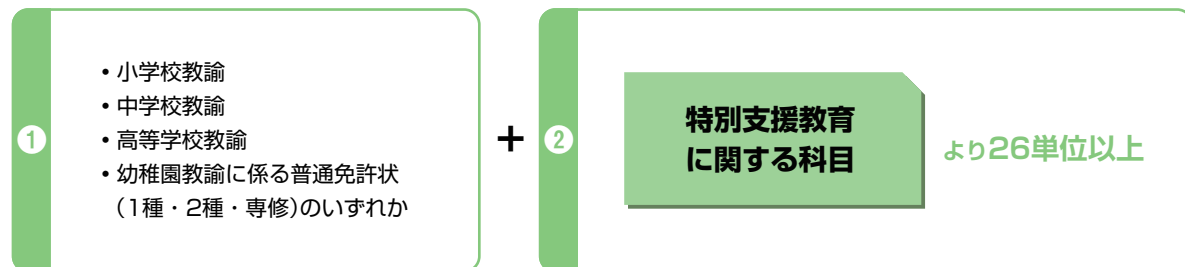 ❶
• 小学校教諭
• 中学校教諭
• 高等学校教諭
• 幼稚園教諭に係る普通免許状
（1種・2種・専修）のいずれか
＋
❷
特別支援教育
に関する科目
より26単位以上